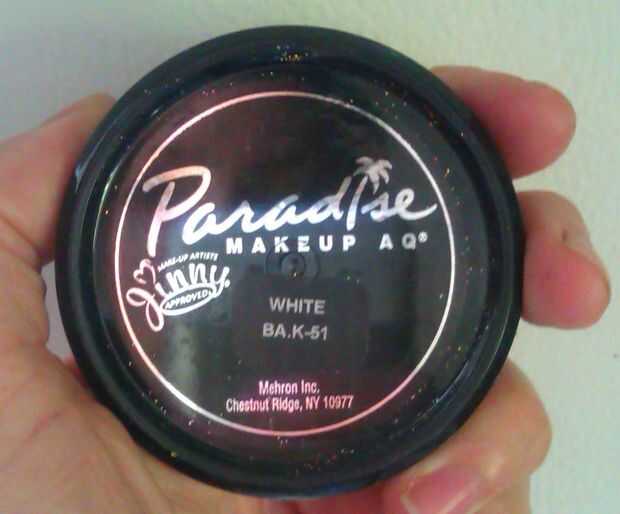 Paradise
MAKEUP AQ®
MAKE-UP ARTISTS
Jinny®
APPROVED
WHITE
BA.K-51
Mehron Inc.
Chestnut Ridge, NY 10977